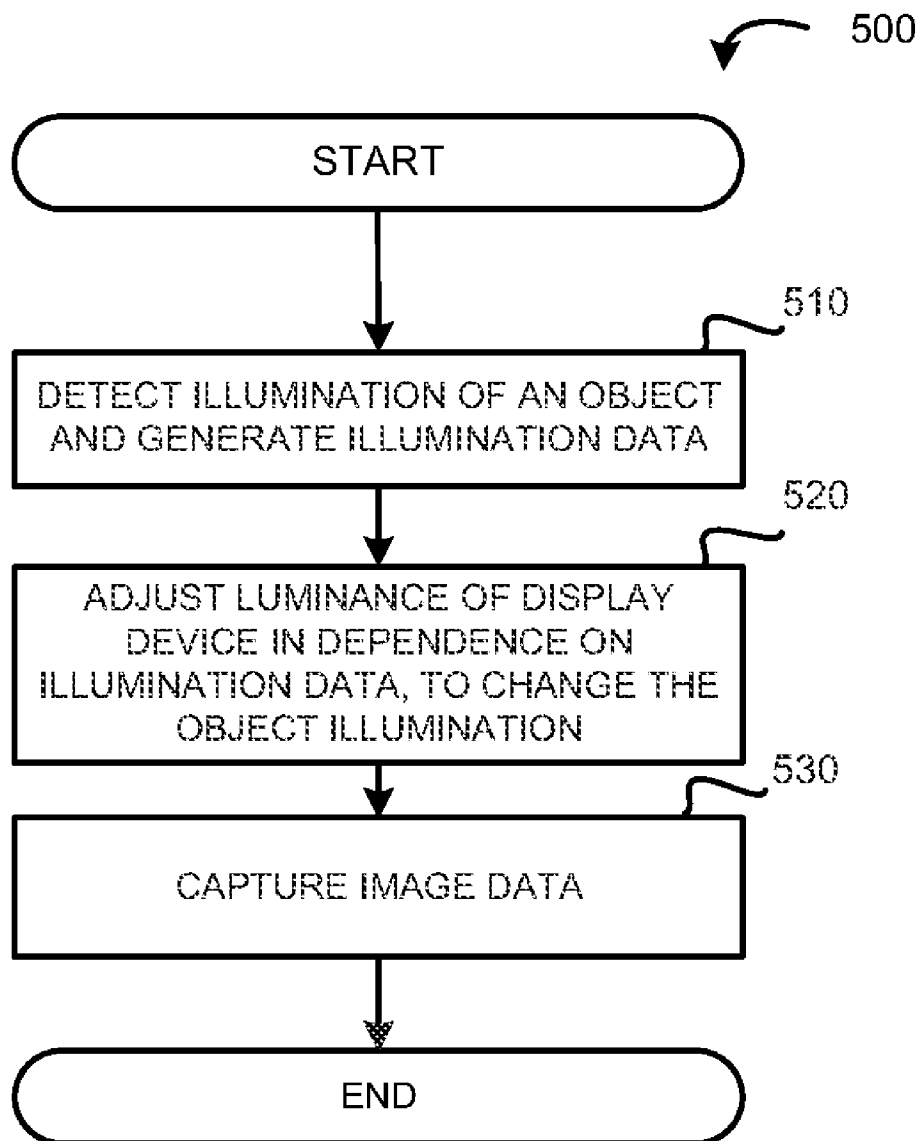 500
START
510
DETECT ILLUMINATION OF AN OBJECT
AND GENERATE ILLUMINATION DATA
520
ADJUST LUMINANCE OF DISPLAY
DEVICE IN DEPENDENCE ON
ILLUMINATION DATA, TO CHANGE THE
OBJECT ILLUMINATION
530
CAPTURE IMAGE DATA
END